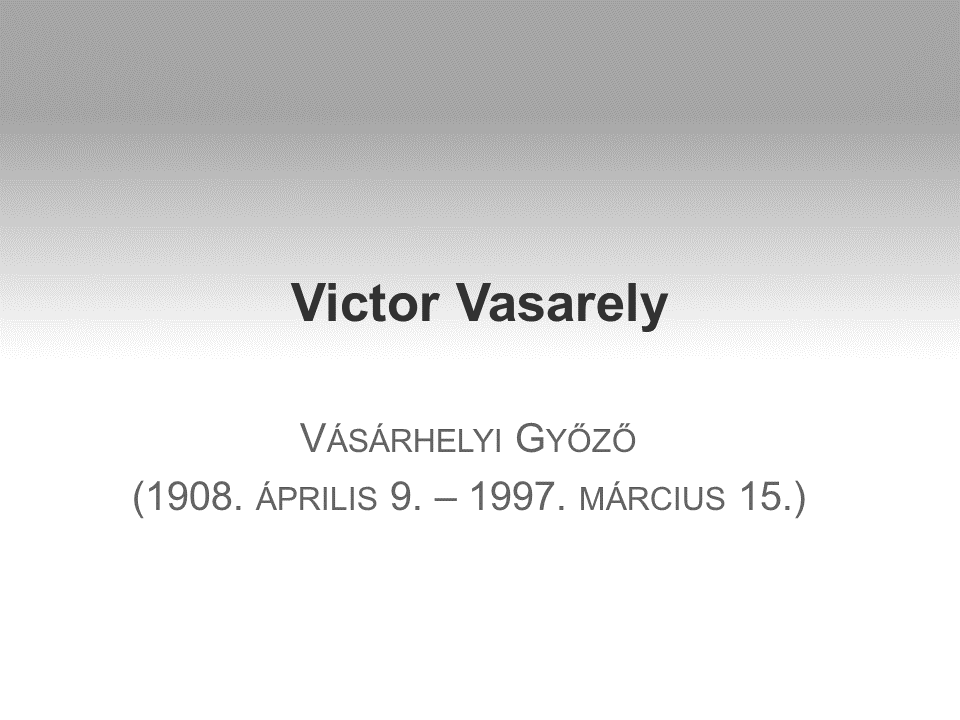 Victor Vasarely
Vásárhelyi Győző
(1908. április 9. – 1997. március 15.)